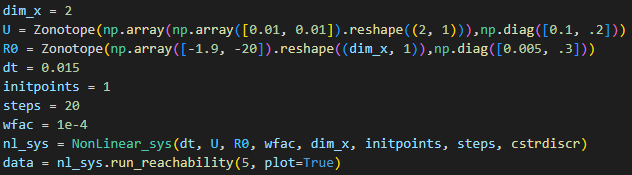 dim_x = 2
U = Zonotope(np.array(np.array([0.01, 0.01]).reshape((2, 1))),np.diag([0.1, .2]))
R0 = Zonotope(np.array([-1.9, -20]).reshape((dim_x, 1)),np.diag([0.005, .3]))
dt = 0.015
initpoints = 1
steps = 20
wfac = 1e-4
nl_sys = NonLinear_sys(dt, U, R0, wfac, dim_x, initpoints, steps, cstrdiscr)
data = nl_sys.run_reachability(5, plot=True)